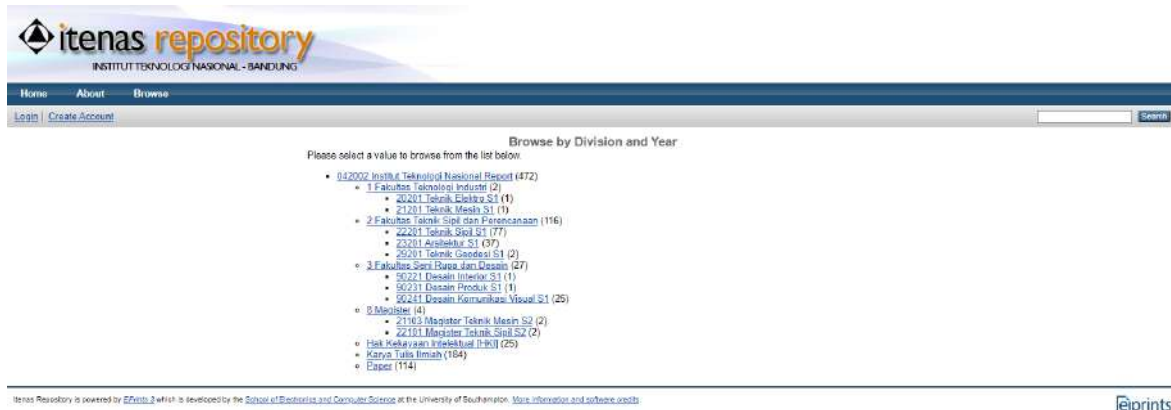 itenas repository
INSTITUT TEKNOLOGI NASIONAL - BANDUNG
Home About Browse
Login | Create Account Search
Browse by Division and Year
Please select a value to browse from the list below.
• 042002 Institut Teknologi Nasional Report (472)
○ 1 Fakultas Teknologi Industri (2)
▪ 20201 Teknik Elektro S1 (1)
▪ 21201 Teknik Mesin S1 (1)
○ 2 Fakultas Teknik Sipil dan Perencanaan (116)
▪ 22201 Teknik Sipil S1 (77)
▪ 23201 Arsitektur S1 (37)
▪ 29201 Teknik Geodesi S1 (2)
○ 3 Fakultas Seni Rupa dan Desain (27)
▪ 90221 Desain Interior S1 (1)
▪ 90231 Desain Produk S1 (1)
▪ 90241 Desain Komunikasi Visual S1 (25)
○ 8 Magister (4)
▪ 21103 Magister Teknik Mesin S2 (2)
▪ 22101 Magister Teknik Sipil S2 (2)
○ Hak Kekayaan Intelektual [HKI] (25)
○ Karya Tulis Ilmiah (184)
○ Paper (114)
Itenas Repository is powered by EPrints 3 which is developed by the School of Electronics and Computer Science at the University of Southampton. More information and software credits.
eprints